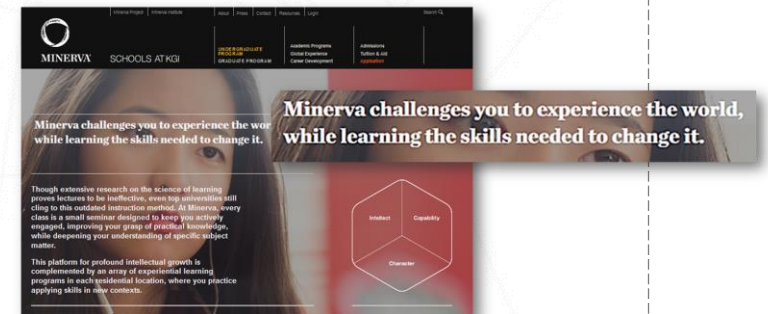 Minerva Project Minerva Institute About Press Contact Resources Login Search
MINERVA SCHOOLS AT KGI
UNDERGRADUATE PROGRAM
GRADUATE PROGRAM
Academic Programs
Global Experience
Career Development
Admissions
Tuition & Aid
Application
Minerva challenges you to experience the wor
while learning the skills needed to change it.
Minerva challenges you to experience the world,
while learning the skills needed to change it.
Though extensive research on the science of learning
proves lectures to be ineffective, even top universities still
cling to this outdated instruction method. At Minerva, every
class is a small seminar designed to keep you actively
engaged, improving your grasp of practical knowledge,
while deepening your understanding of specific subject
matter.
This platform for profound intellectual growth is
complemented by an array of experiential learning
programs in each residential location, where you practice
applying skills in new contexts.
Intellect Capability
Character